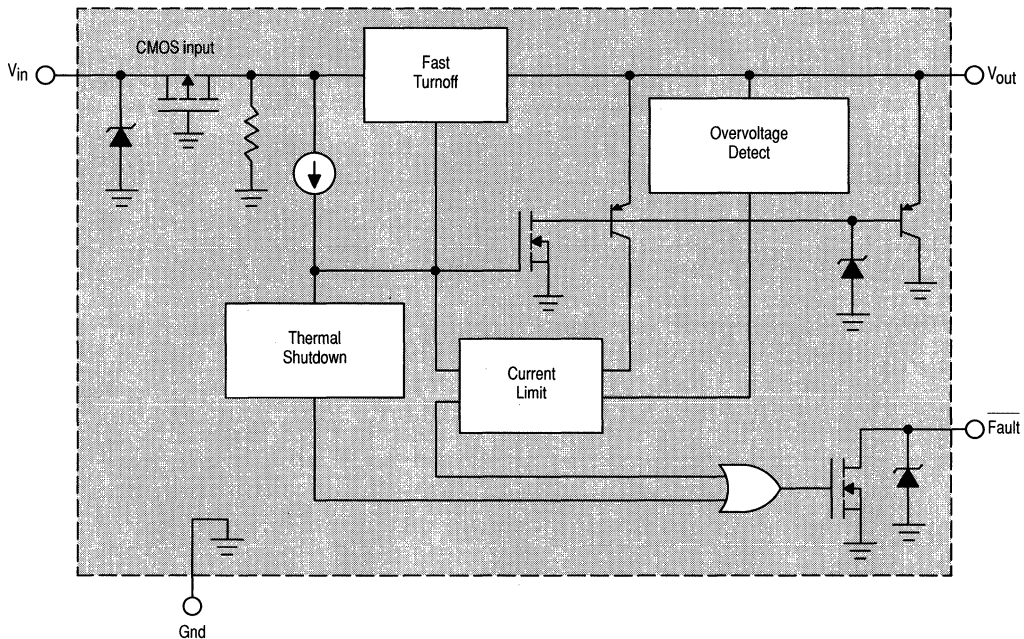 CMOS input
Vin
Fast
Turnoff
Vout
Overvoltage
Detect
Thermal
Shutdown
Current
Limit
Fault
Gnd